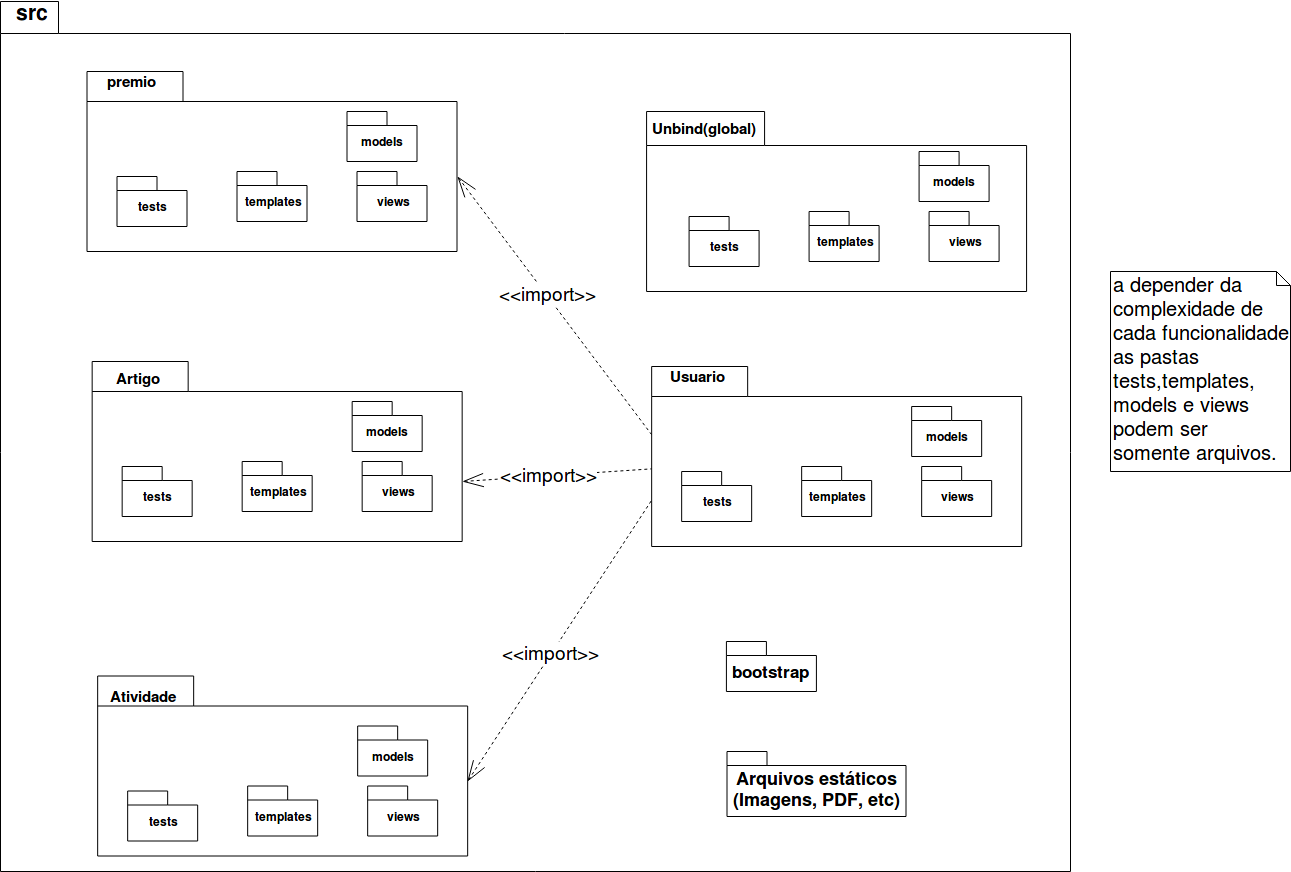 src
premio
models
tests
templates
views
Unbind(global)
models
tests
templates
views
<<import>>
a depender da
complexidade de
cada funcionalidade
as pastas
tests,templates,
models e views
podem ser
somente arquivos.
Artigo
models
tests
templates
views
<<import>>
Usuario
models
tests
templates
views
<<import>>
bootstrap
Atividade
models
tests
templates
views
Arquivos estáticos
(Imagens, PDF, etc)